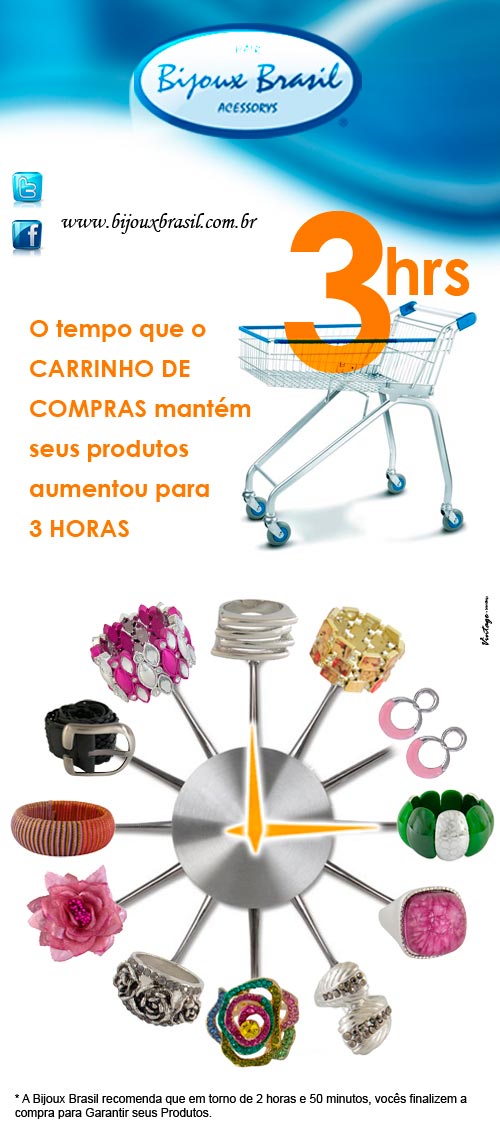 Bijoux Brasil
ACESSORYS
®
www.bijouxbrasil.com.br
3hrs
O tempo que o
CARRINHO DE
COMPRAS mantém
seus produtos
aumentou para
3 HORAS
* A Bijoux Brasil recomenda que em torno de 2 horas e 50 minutos, vocês finalizem a
compra para Garantir seus Produtos.